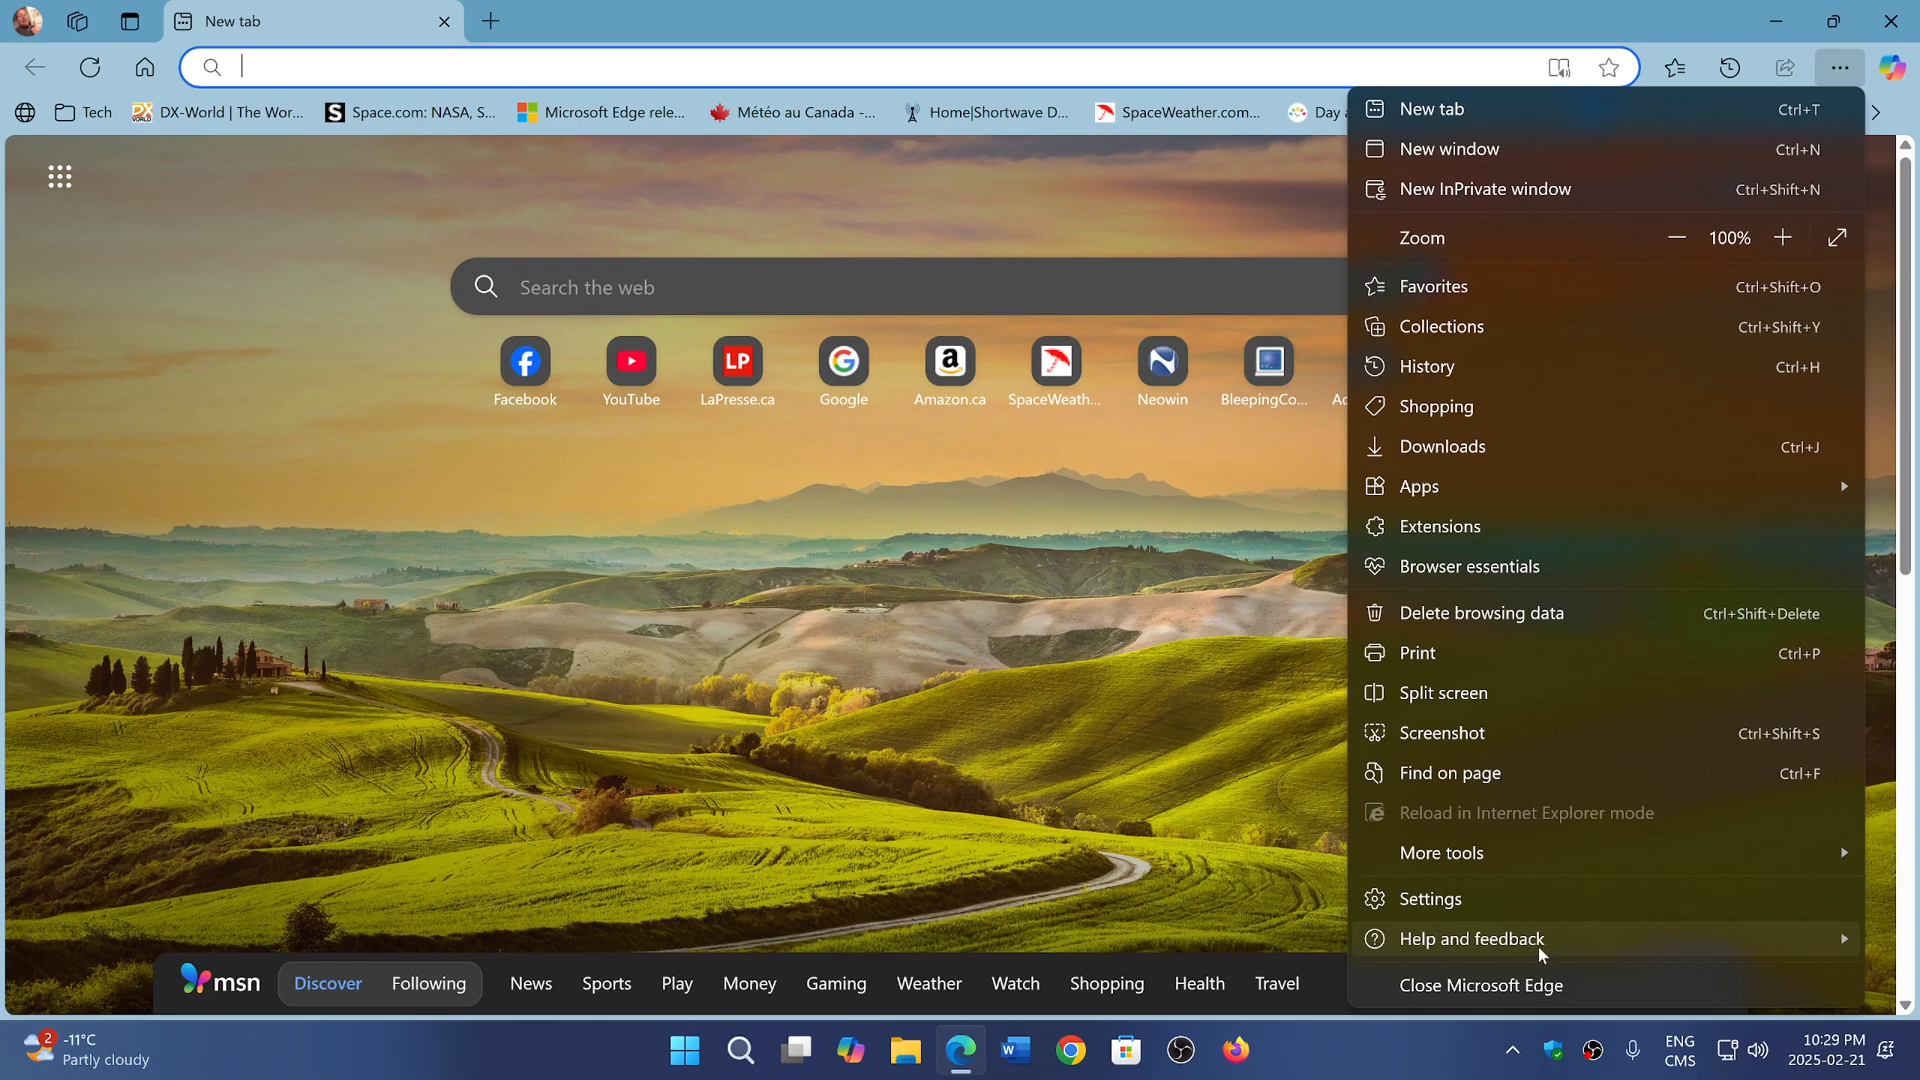 New tab
Tech
DX-World | The Wor...
Space.com: NASA, S...
Microsoft Edge rele...
Météo au Canada -...
Home|Shortwave D...
SpaceWeather.com...
Day a
Search the web
Facebook
YouTube
LaPresse.ca
Google
Amazon.ca
SpaceWeath...
Neowin
BleepingCo...
Ac
New tab Ctrl+T
New window Ctrl+N
New InPrivate window Ctrl+Shift+N
Zoom 100%
Favorites Ctrl+Shift+O
Collections Ctrl+Shift+Y
History Ctrl+H
Shopping
Downloads Ctrl+J
Apps
Extensions
Browser essentials
Delete browsing data Ctrl+Shift+Delete
Print Ctrl+P
Split screen
Screenshot Ctrl+Shift+S
Find on page Ctrl+F
Reload in Internet Explorer mode
More tools
Settings
Help and feedback
Close Microsoft Edge
msn Discover Following News Sports Play Money Gaming Weather Watch Shopping Health Travel
2
-11°C
Partly cloudy
ENG
CMS
10:29 PM
2025-02-21